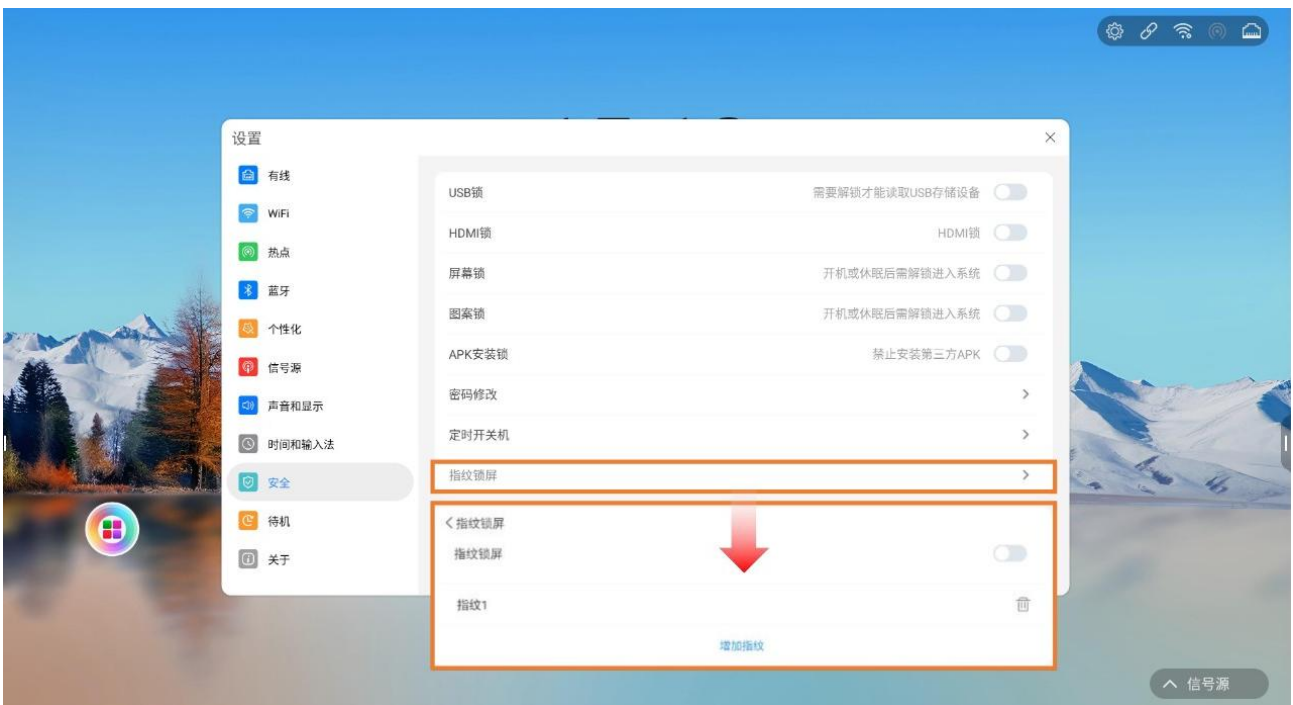 设置
有线
WiFi
热点
蓝牙
个性化
信号源
声音和显示
时间和输入法
安全
待机
关于
USB锁 需要解锁才能读取USB存储设备
HDMI锁 HDMI锁
屏幕锁 开机或休眠后需解锁进入系统
图案锁 开机或休眠后需解锁进入系统
APK安装锁 禁止安装第三方APK
密码修改
定时开关机
指纹锁屏
指纹锁屏
指纹锁屏
指纹1
增加指纹
信号源